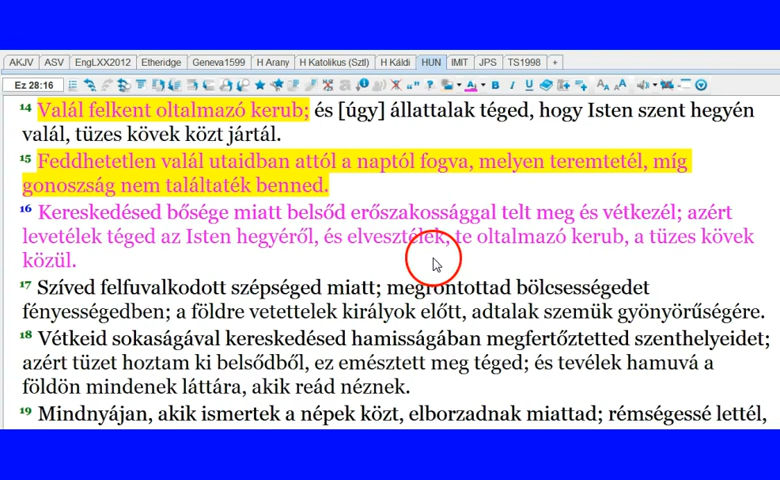 AKJV ASV EngLXX2012 Etheridge Geneva1599 H Arany H Katolikus (SztI) H Káldi HUN IMIT JPS TS1998 +
Ez 28:16
14 Valál felkent oltalmazó kerub; és [úgy] állattalak téged, hogy Isten szent hegyén
valál, tüzes kövek közt jártál.
15 Feddhetetlen valál utaidban attól a naptól fogva, melyen teremtetél, míg
gonoszság nem találtaték benned.
16 Kereskedésed bősége miatt belsőd erőszakossággal telt meg és vétkezél; azért
levetélek téged az Isten hegyéről, és elvesztélek, te oltalmazó kerub, a tüzes kövek
közül.
17 Szíved felfuvalkodott szépséged miatt; megrontottad bölcsességedet
fényességedben; a földre vetettelek királyok előtt, adtalak szemük gyönyörűségére.
18 Vétkeid sokaságával kereskedésed hamisságában megfertőztetted szenthelyeidet;
azért tüzet hoztam ki belsődből, ez emésztett meg téged; és tevélek hamuvá a
földön mindenek láttára, akik reád néznek.
19 Mindnyájan, akik ismertek a népek közt, elborzadnak miattad; rémségessé lettél,